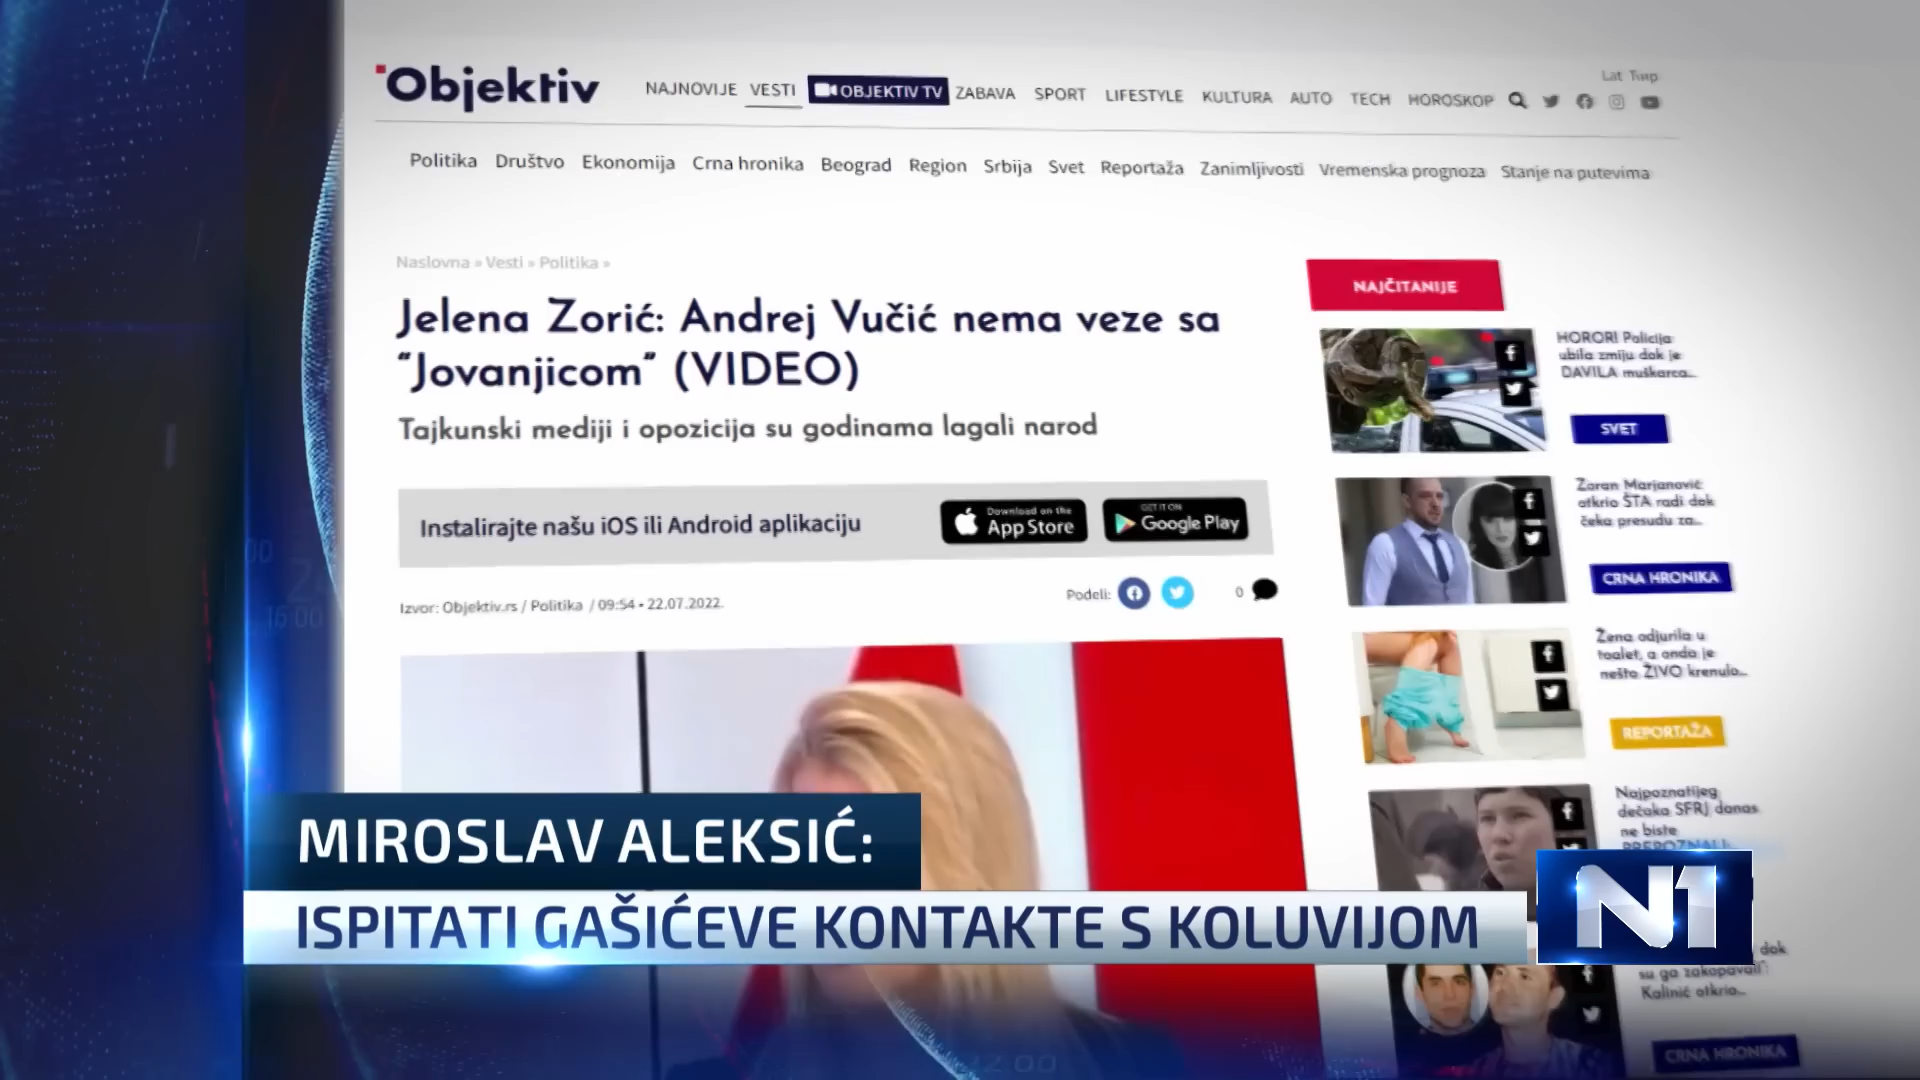 Objektiv
Lat Ћир
NAJNOVIJE VESTI OBJEKTIV TV ZABAVA SPORT LIFESTYLE KULTURA AUTO TECH HOROSKOP
Politika Društvo Ekonomija Crna hronika Beograd Region Srbija Svet Reportaža Zanimljivosti Vremenska prognoza Stanje na putevima
Naslovna » Vesti » Politika »
Jelena Zorić: Andrej Vučić nema veze sa
"Jovanjicom" (VIDEO)
Tajkunski mediji i opozicija su godinama lagali narod
Instalirajte našu iOS ili Android aplikaciju
Download on the
App Store
GET IT ON
Google Play
Izvor: Objektiv.rs / Politika / 09:54 • 22.07.2022.
Podeli:
0
NAJČITANIJE
HOROR! Policija
ubila zmiju dok je
DAVILA muškarca...
SVET
Zoran Marjanović
otkrio ŠTA radi dok
čeka presudu za...
CRNA HRONIKA
Žena odjurila u
toalet, a onda je
nešto ŽIVO krenulo...
REPORTAŽA
Najpoznatijeg
dečaka SFRJ danas
ne biste
dok
su ga zakopavali":
Kalinić otkrio...
CRNA HRONIKA
MIROSLAV ALEKSIĆ:
ISPITATI GAŠIĆEVE KONTAKTE S KOLUVIJOM
N1
16:00
22:00